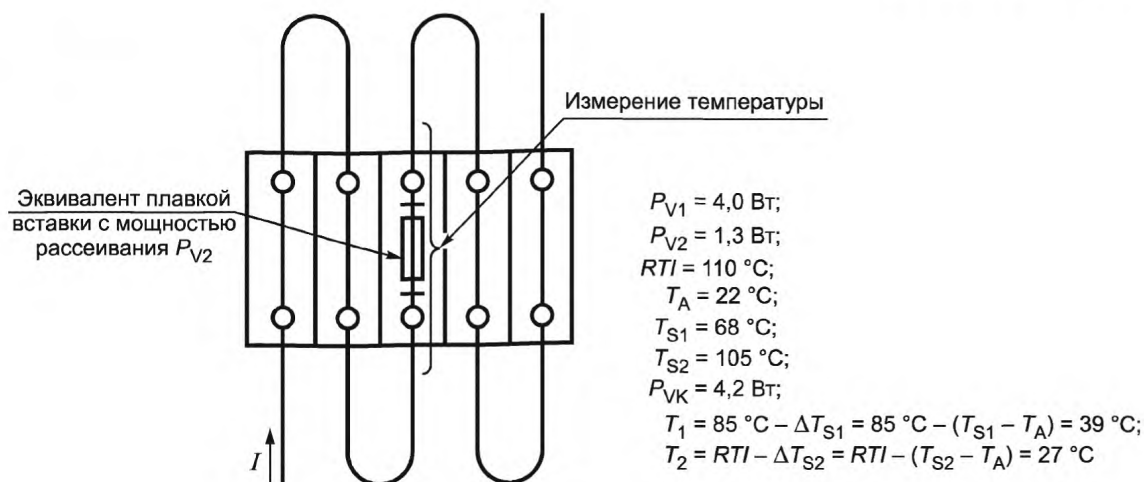 Измерение температуры
Эквивалент плавкой
вставки с мощностью
рассеивания P_V2
P_V1 = 4,0 Вт;
P_V2 = 1,3 Вт;
RTI = 110 °C;
T_A = 22 °C;
T_S1 = 68 °C;
T_S2 = 105 °C;
P_VK = 4,2 Вт;
T_1 = 85 °C – ΔT_S1 = 85 °C – (T_S1 – T_A) = 39 °C;
T_2 = RTI – ΔT_S2 = RTI – (T_S2 – T_A) = 27 °C
I